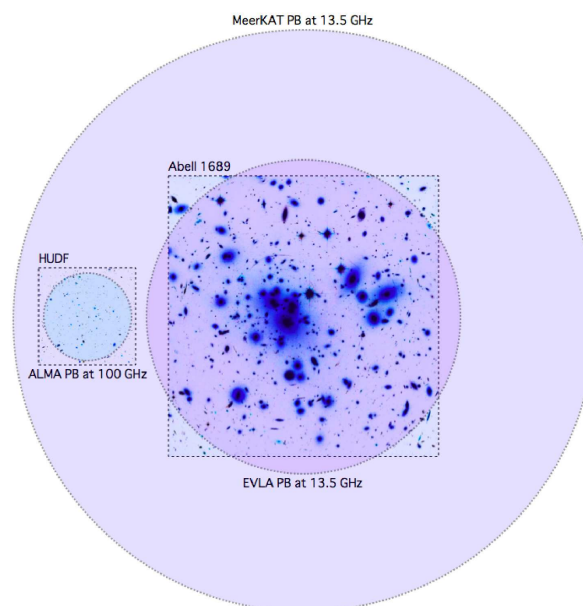 MeerKAT PB at 13.5 GHz
Abell 1689
HUDF
ALMA PB at 100 GHz
EVLA PB at 13.5 GHz